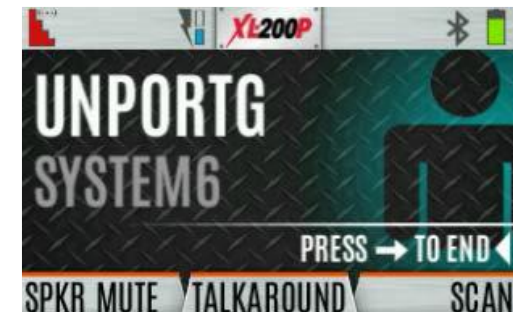 XL200P
UNPORTG
SYSTEM6
PRESS → TO END
SPKR MUTE TALKAROUND SCAN